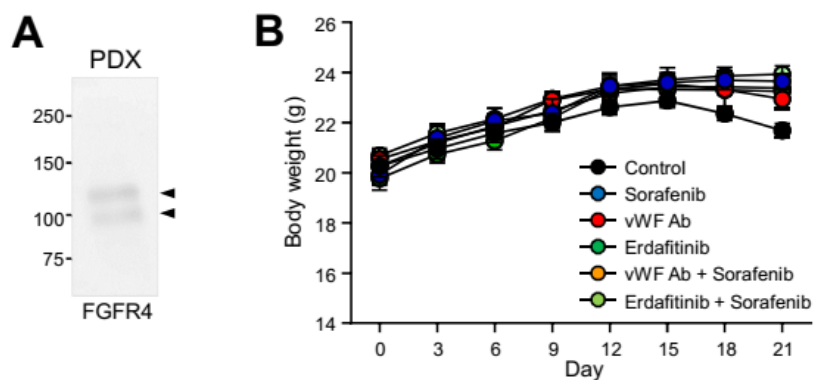 A
PDX
250
150
100
75
FGFR4
B
Body weight (g)
26
24
22
20
18
16
14
Control
Sorafenib
vWF Ab
Erdafitinib
vWF Ab + Sorafenib
Erdafitinib + Sorafenib
0 3 6 9 12 15 18 21
Day